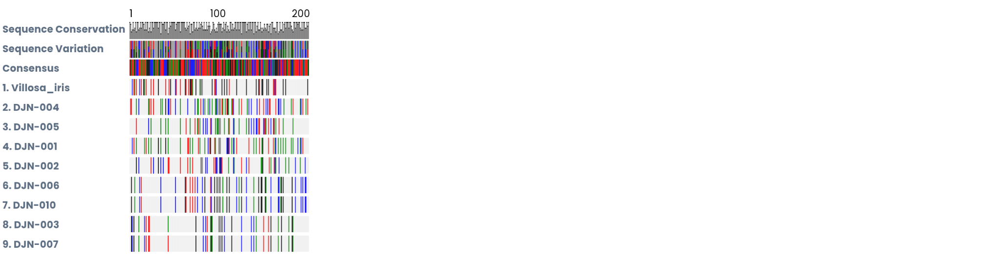 1 100 200
Sequence Conservation
Sequence Variation
Consensus
1. Villosa_iris
2. DJN-004
3. DJN-005
4. DJN-001
5. DJN-002
6. DJN-006
7. DJN-010
8. DJN-003
9. DJN-007